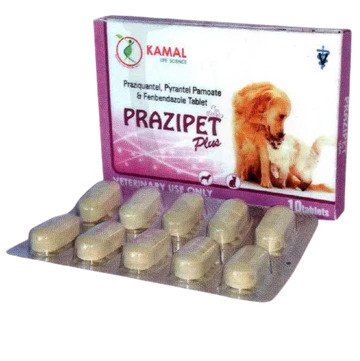 KAMAL
LIFE SCIENCE
Praziquantel, Pyrantel Pamoate
& Fenbendazole Tablet
PRAZIPET
Plus
VETERINARY USE ONLY
10 tablets